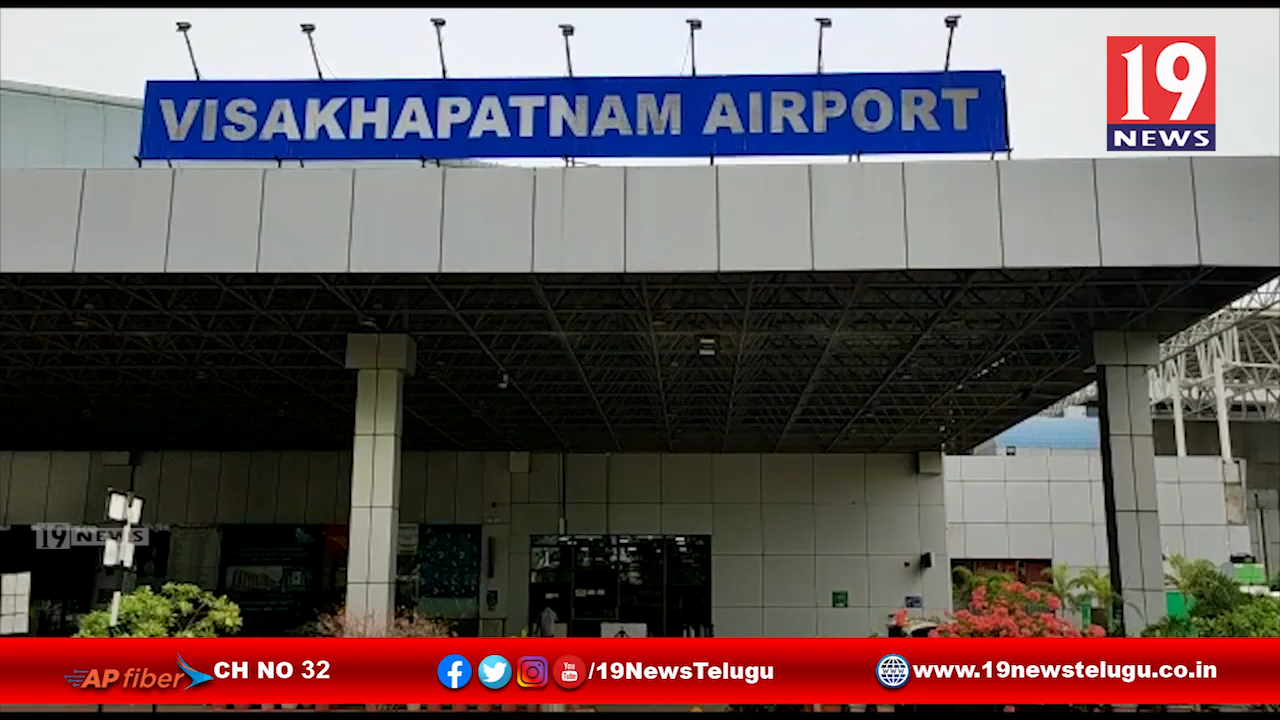 VISAKHAPATNAM AIRPORT
19
NEWS
19 NEWS
AP fiber CH NO 32
/19NewsTelugu
www.19newstelugu.co.in